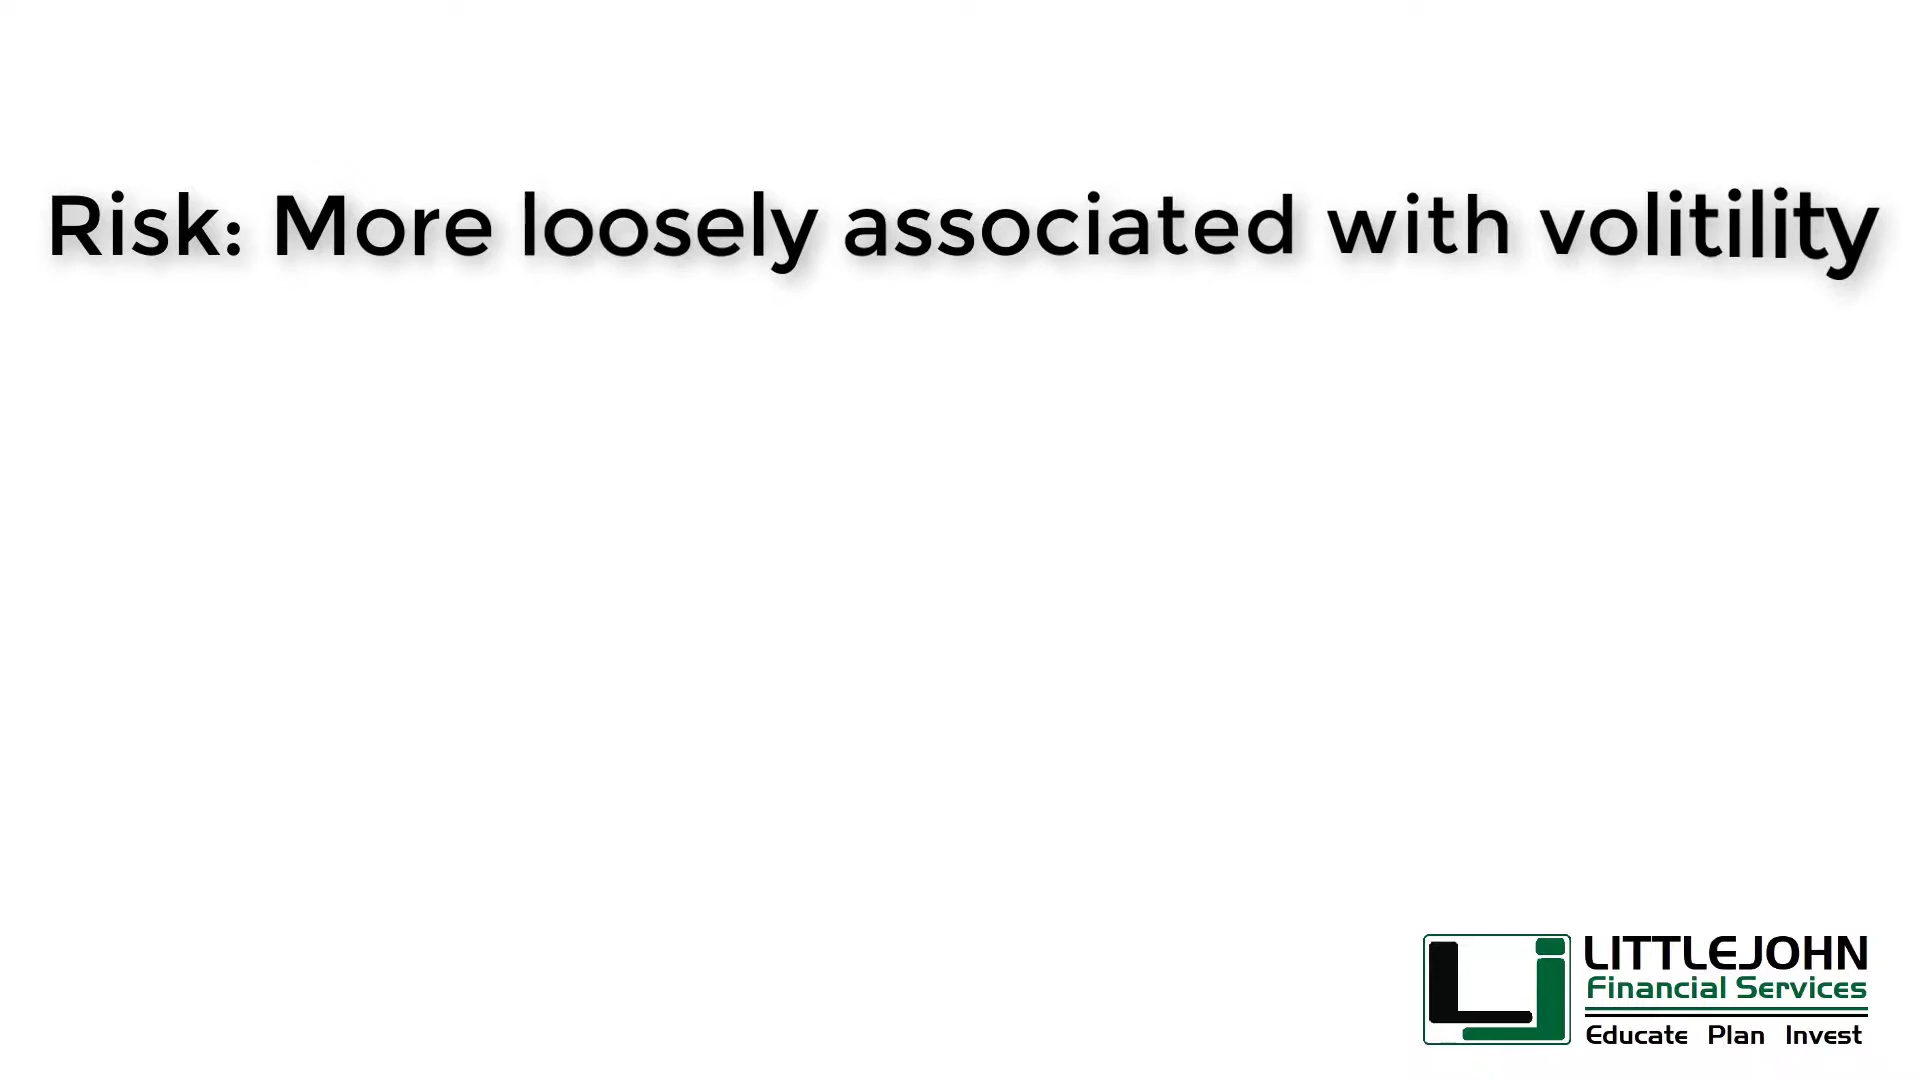 Risk: More loosely associated with volitility
LITTLEJOHN
Financial Services
Educate Plan Invest